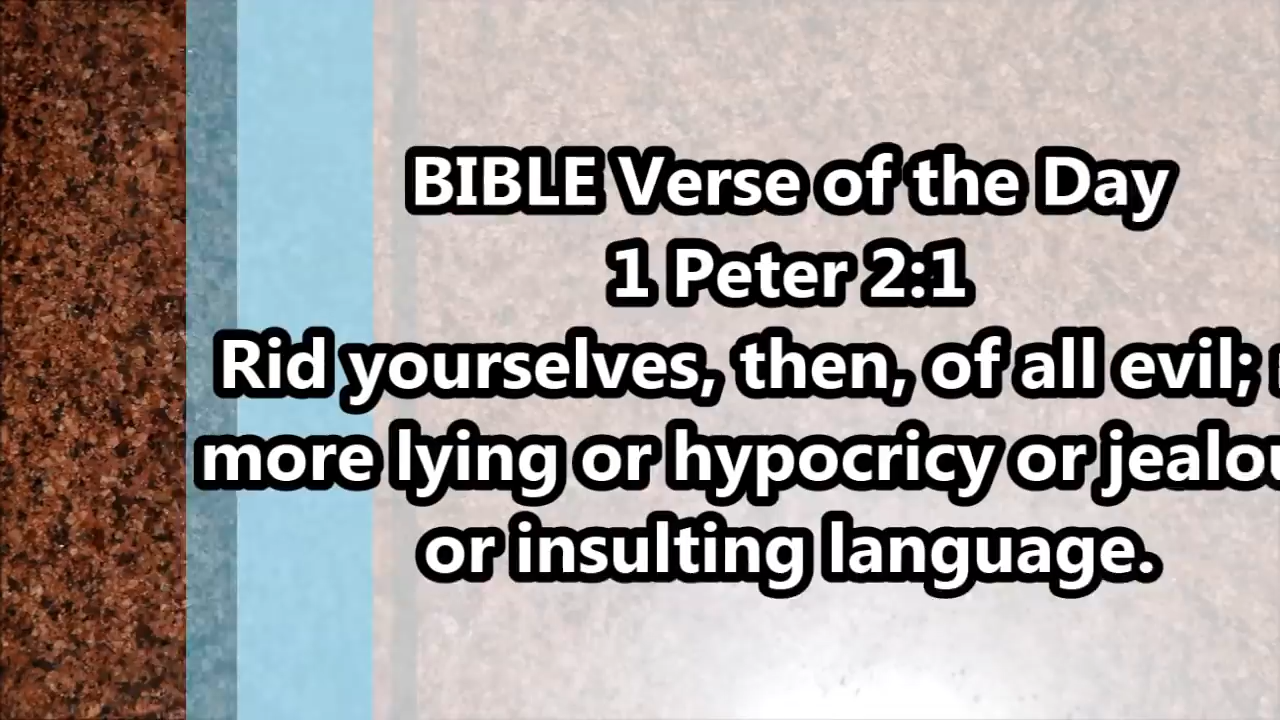 BIBLE Verse of the Day
1 Peter 2:1
Rid yourselves, then, of all evil;
more lying or hypocricy or jealou
or insulting language.